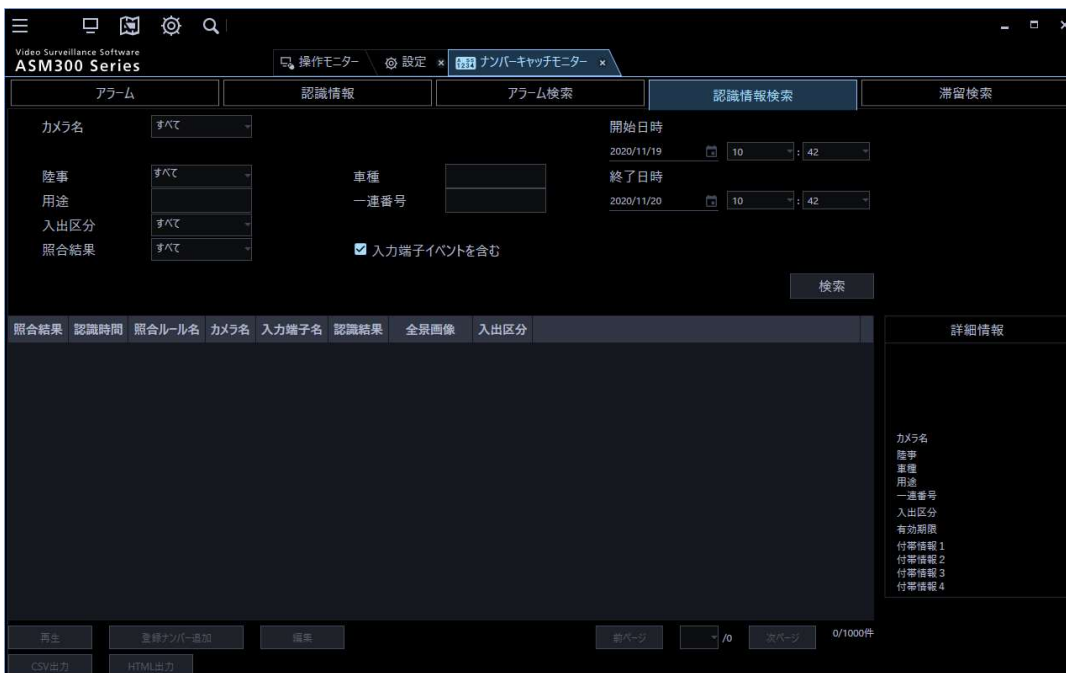 Video Surveillance Software
ASM300 Series
操作モニター 設定 × ナンバーキャッチモニター ×
アラーム 認識情報 アラーム検索 認識情報検索 滞留検索
カメラ名 すべて 開始日時
2020/11/19 10 : 42
陸事 すべて 車種 終了日時
用途 一連番号 2020/11/20 10 : 42
入出区分 すべて
照合結果 すべて 入力端子イベントを含む
検索
照合結果 認識時間 照合ルール名 カメラ名 入力端子名 認識結果 全景画像 入出区分 詳細情報
カメラ名
陸事
車種
用途
一連番号
入出区分
有効期限
付帯情報1
付帯情報2
付帯情報3
付帯情報4
再生 登録ナンバー追加 編集 前ページ /0 次ページ 0/1000件
CSV出力 HTML出力